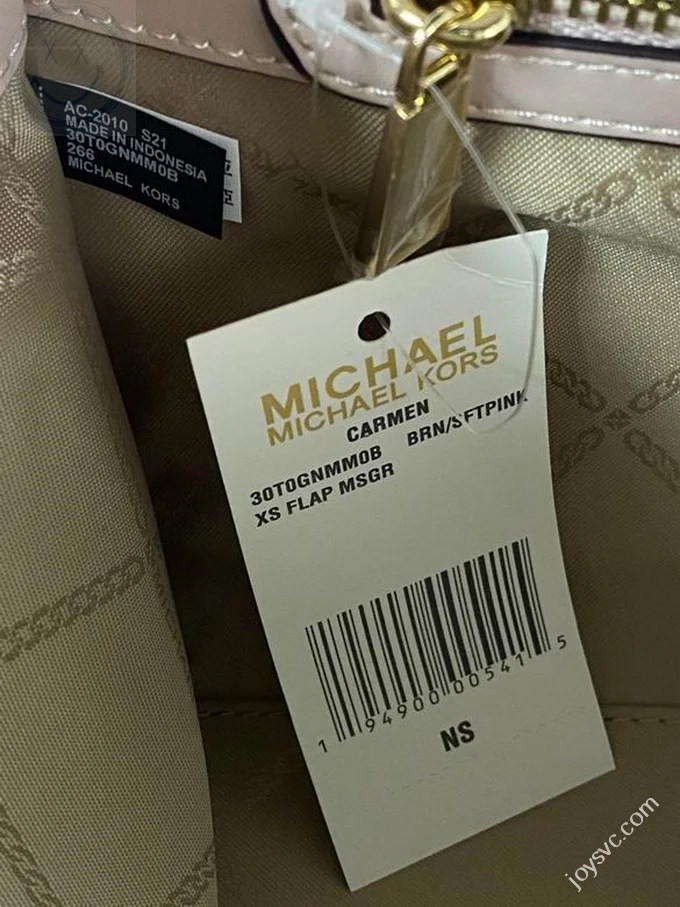 AC-2010 S21
MADE IN INDONESIA
30T0GNMM0B
266
MICHAEL KORS
MICHAEL
MICHAEL KORS
CARMEN
30T0GNMM0B BRN/SFTPINK
XS FLAP MSGR
1 94900 00541 5
NS
joysvc.com